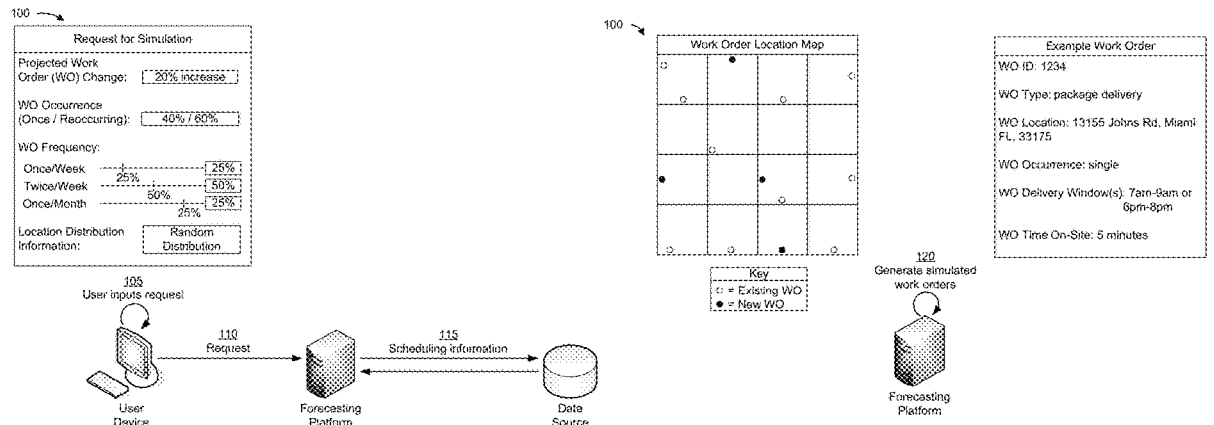 100
Request for Simulation
Projected Work
Order (WO) Change: 20% increase
WO Occurrence
(Once / Reoccurring): 40% / 60%
WO Frequency:
Once/Week 25% 25%
Twice/Week 50% 50%
Once/Month 25% 25%
Location Distribution
Information: Random
Distribution
105
User inputs request
110
Request
115
Scheduling information
User
Device
Forecasting
Platform
Data
Source
100
Work Order Location Map
Key
= Existing WO
= New WO
Example Work Order
WO ID: 1234
WO Type: package delivery
WO Location: 13155 Johns Rd, Miami
FL, 33175
WO Occurrence: single
WO Delivery Window(s): 7am-9am or
6pm-8pm
WO Time On-Site: 5 minutes
120
Generate simulated
work orders
Forecasting
Platform